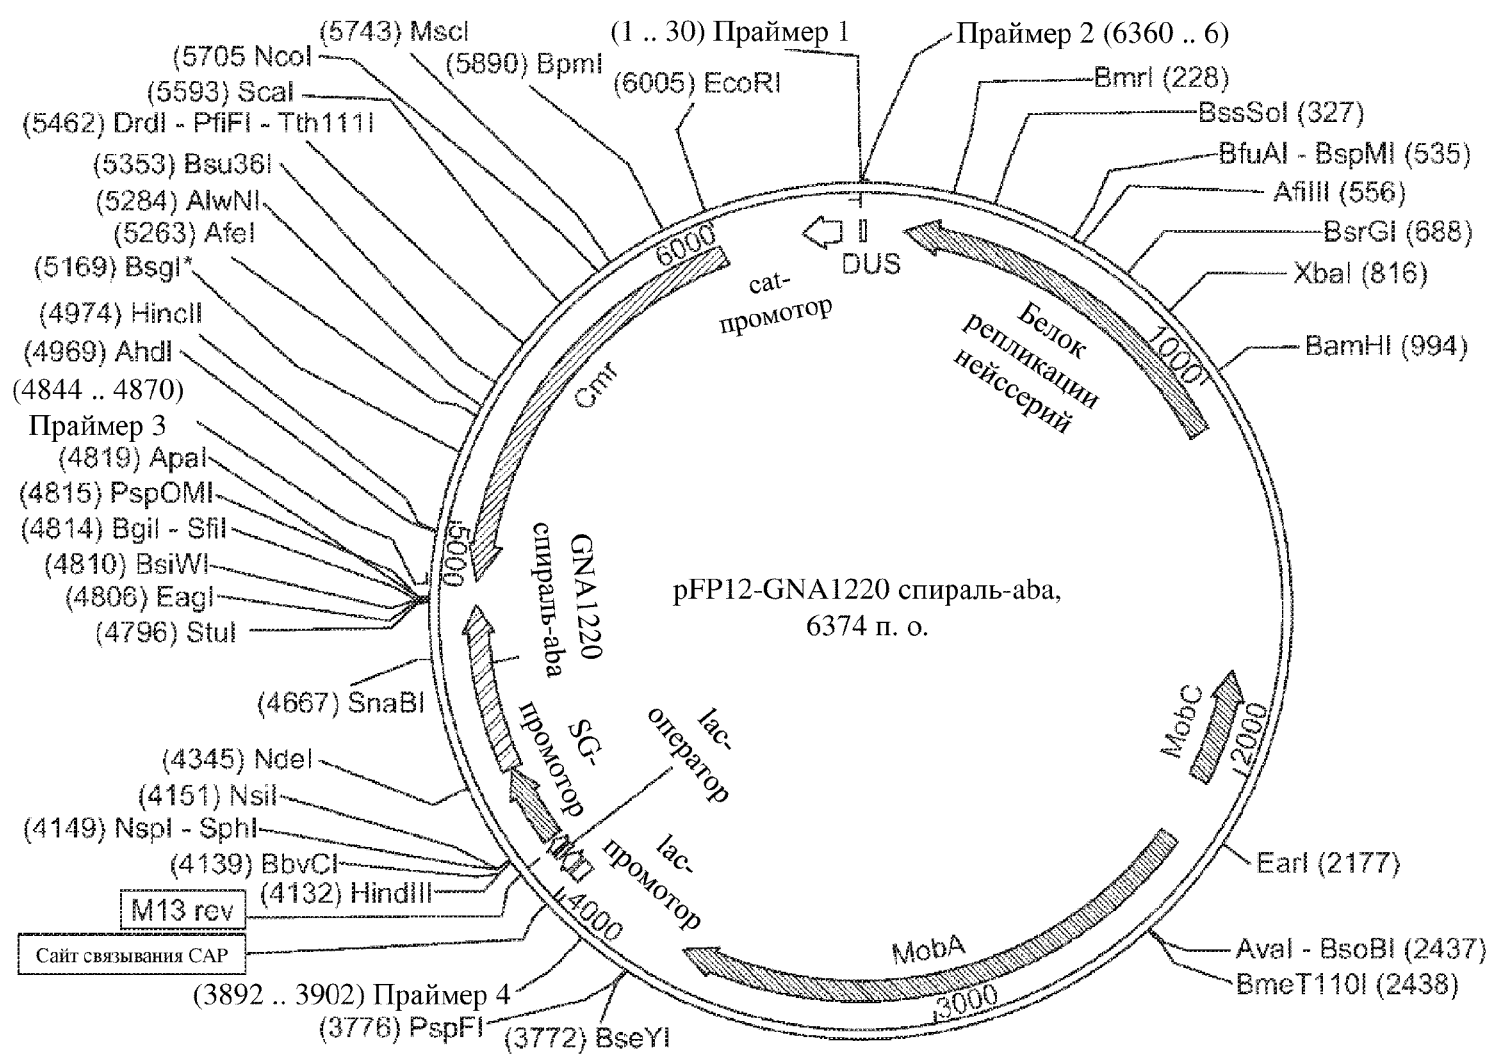 (5743) MscI
(5705 NcoI
(5593) ScaI
(5462) DrdI - PfiFI - Tth111I
(5353) Bsu36I
(5284) AlwNI
(5263) AfeI
(5169) BsgI*
(4974) HincII
(4969) AhdI
(4844 .. 4870)
Праймер 3
(4819) ApaI
(4815) PspOMI
(4814) BgiI - SfiI
(4810) BsiWI
(4806) EagI
(4796) StuI
(4667) SnaBI
(4345) NdeI
(4151) NsiI
(4149) NspI - SphI
(4139) BbvCI
(4132) HindIII
M13 rev
Сайт связывания CAP
(3892 .. 3902) Праймер 4
(3776) PspFI
(3772) BseYI
(5890) BpmI
(6005) EcoRI
(1 .. 30) Праймер 1
Праймер 2 (6360 .. 6)
BmrI (228)
BssSoI (327)
BfuAI - BspMI (535)
AfiIII (556)
BsrGI (688)
XbaI (816)
BamHI (994)
EarI (2177)
AvaI - BsoBI (2437)
BmeT110I (2438)
6000
1000
2000
3000
4000
5000
DUS
cat-
промотор
Белок
репликации
нейссерий
Cmr
GNA1220
спираль-aba
SG-
промотор
lac-
оператор
lac-
промотор
MobC
MobA
pFP12-GNA1220 спираль-aba,
6374 п. о.